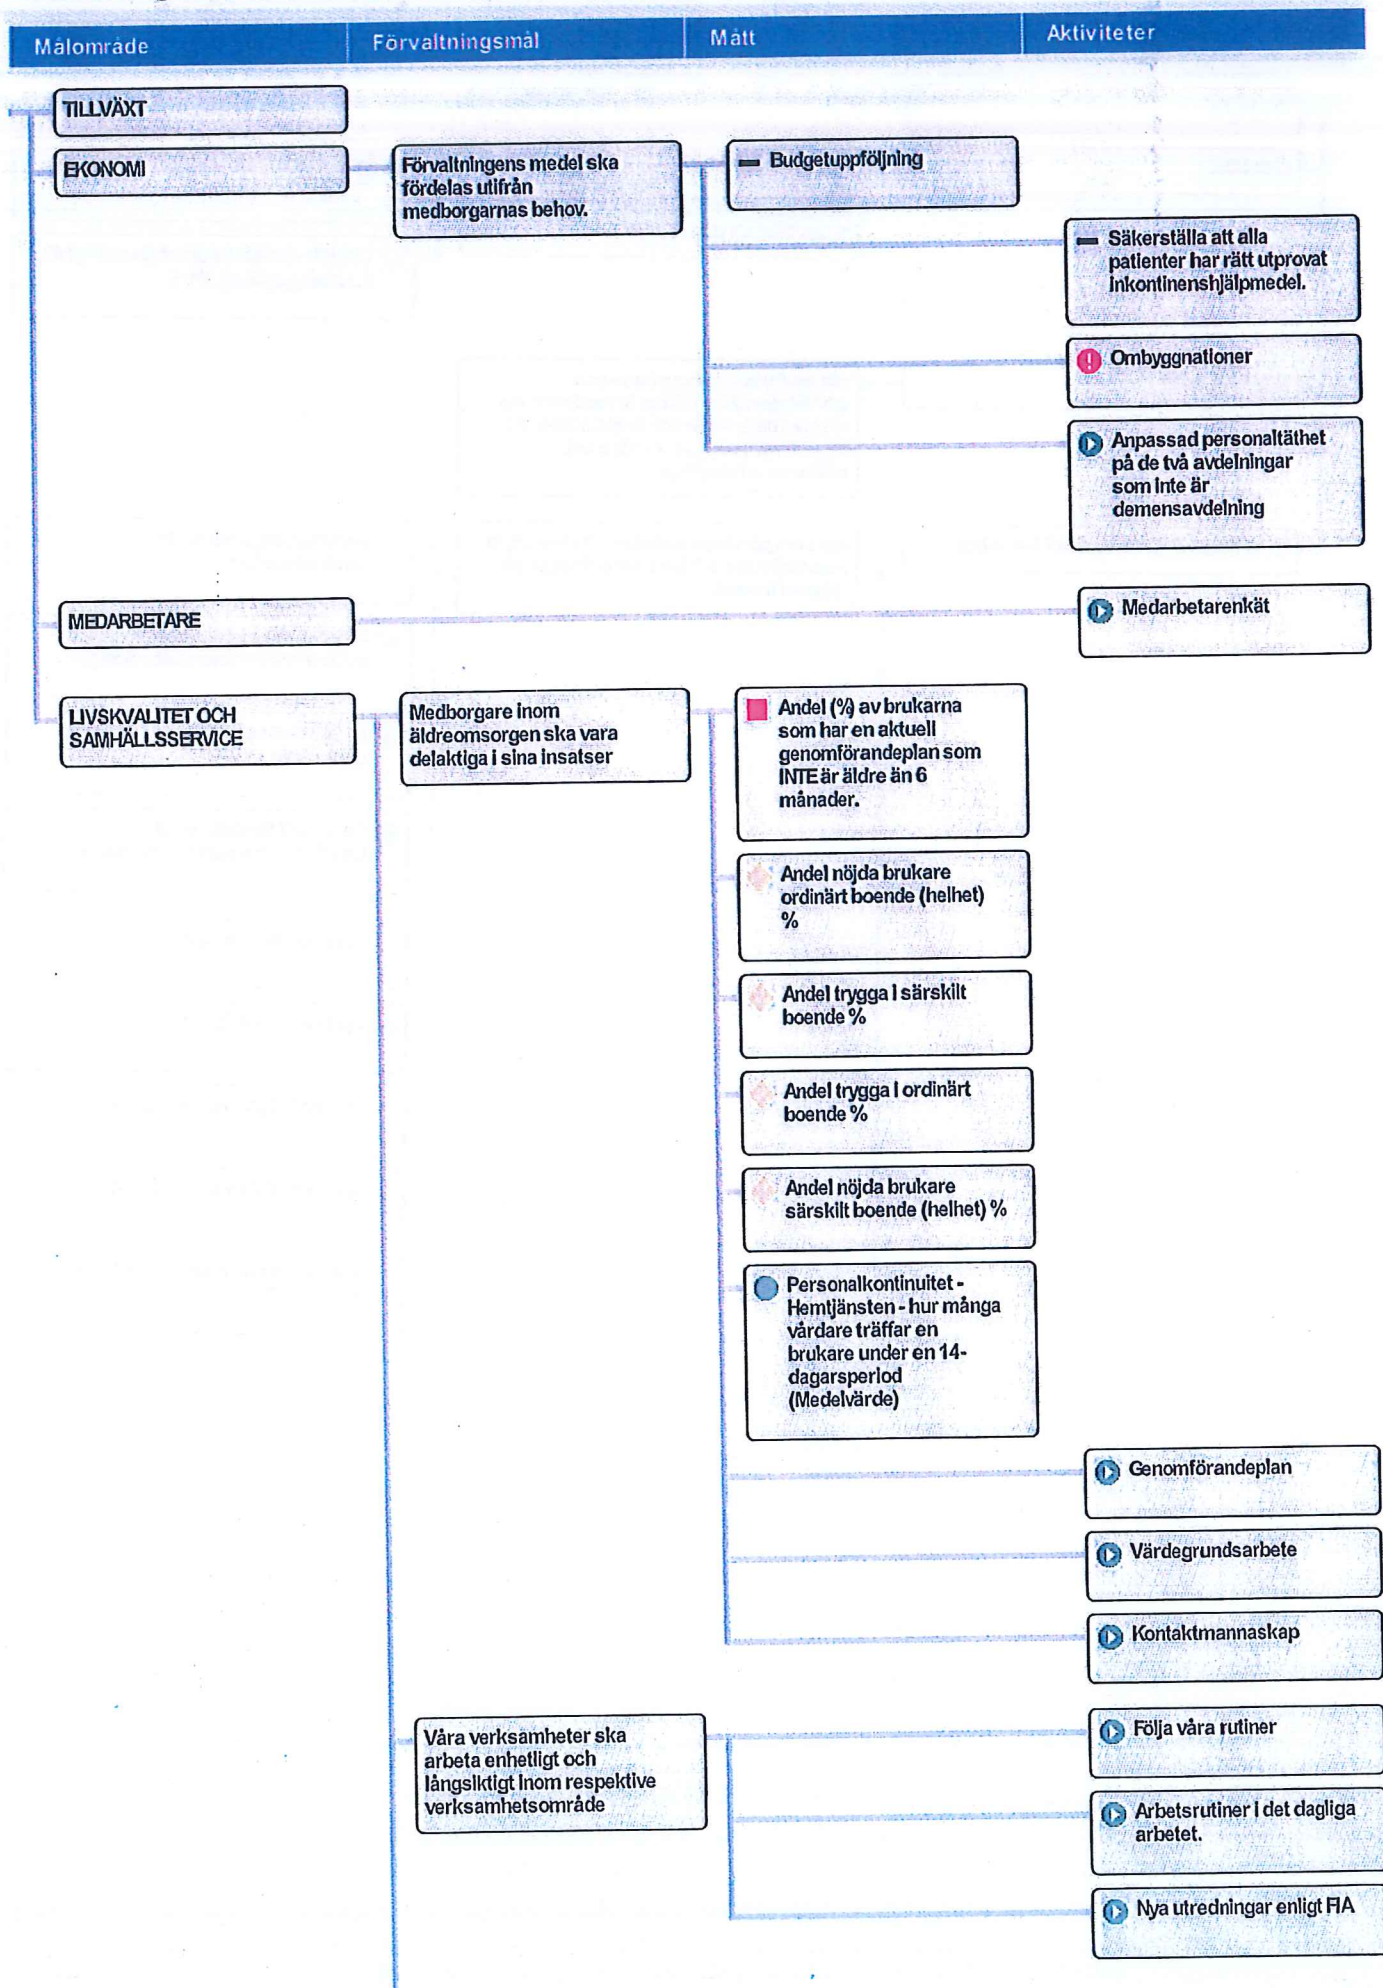 Målområde
Förvaltningsmål
Mått
Aktiviteter
TILLVÄXT
EKONOMI
Förvaltningens medel ska
fördelas utifrån
medborgarnas behov.
Budgetuppföljning
Säkerställa att alla
patienter har rätt utprovat
inkontinenshjälpmedel.
Ombyggnationer
Anpassad personaltäthet
på de två avdelningar
som inte är
demensavdelning
MEDARBETARE
Medarbetarenkät
LIVSKVALITET OCH
SAMHÄLLSSERVICE
Medborgare inom
äldreomsorgen ska vara
delaktiga i sina insatser
Andel (%) av brukarna
som har en aktuell
genomförandeplan som
INTE är äldre än 6
månader.
Andel nöjda brukare
ordinärt boende (helhet)
%
Andel trygga i särskilt
boende %
Andel trygga i ordinärt
boende %
Andel nöjda brukare
särskilt boende (helhet) %
Personalkontinuitet -
Hemtjänsten - hur många
vårdare träffar en
brukare under en 14-
dagarsperiod
(Medelvärde)
Genomförandeplan
Värdegrundsarbete
Kontaktmannaskap
Våra verksamheter ska
arbeta enhetligt och
långsiktigt inom respektive
verksamhetsområde
Följa våra rutiner
Arbetsrutiner i det dagliga
arbetet.
Nya utredningar enligt FIA